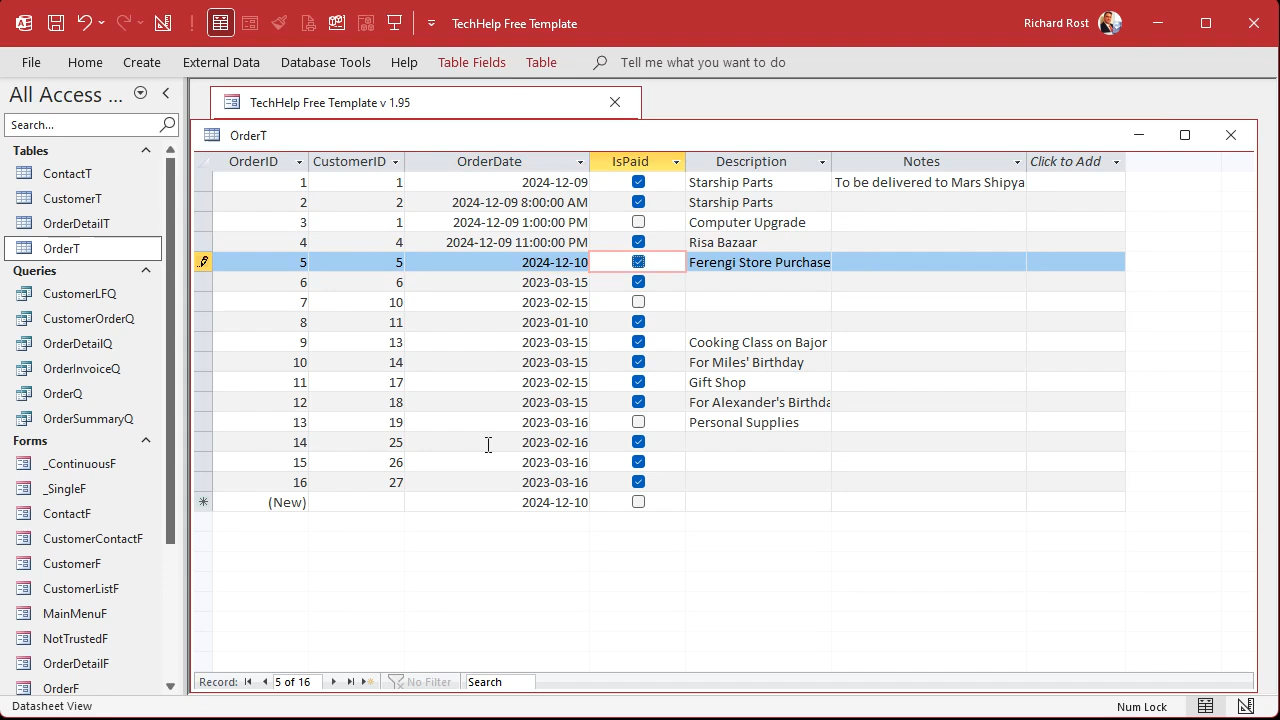 TechHelp Free Template
Richard Rost
File Home Create External Data Database Tools Help Table Fields Table Tell me what you want to do
All Access ...
Search...
Tables
ContactT
CustomerT
OrderDetailT
OrderT
Queries
CustomerLFQ
CustomerOrderQ
OrderDetailQ
OrderInvoiceQ
OrderQ
OrderSummaryQ
Forms
_ContinuousF
_SingleF
ContactF
CustomerContactF
CustomerF
CustomerListF
MainMenuF
NotTrustedF
OrderDetailF
OrderF
TechHelp Free Template v 1.95
OrderT
OrderID CustomerID OrderDate IsPaid Description Notes Click to Add
1 1 2024-12-09 Starship Parts To be delivered to Mars Shipya
2 2 2024-12-09 8:00:00 AM Starship Parts
3 1 2024-12-09 1:00:00 PM Computer Upgrade
4 4 2024-12-09 11:00:00 PM Risa Bazaar
5 5 2024-12-10 Ferengi Store Purchase
6 6 2023-03-15
7 10 2023-02-15
8 11 2023-01-10
9 13 2023-03-15 Cooking Class on Bajor
10 14 2023-03-15 For Miles' Birthday
11 17 2023-02-15 Gift Shop
12 18 2023-03-15 For Alexander's Birthda
13 19 2023-03-16 Personal Supplies
14 25 2023-02-16
15 26 2023-03-16
16 27 2023-03-16
(New) 2024-12-10
Record: 5 of 16 No Filter Search
Datasheet View Num Lock